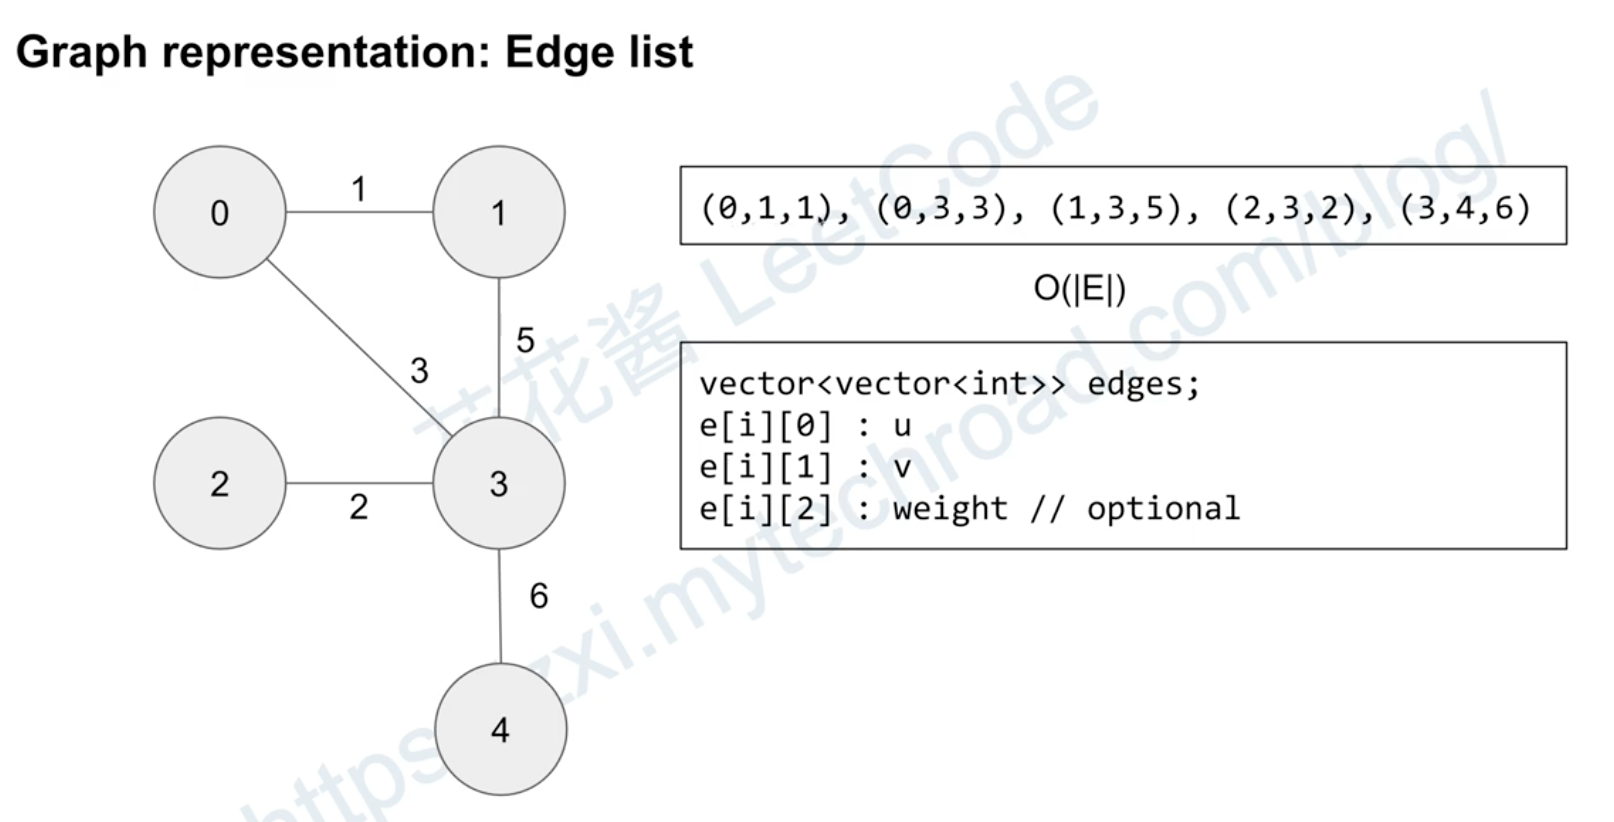 Graph representation: Edge list
0
1
1
(0,1,1), (0,3,3), (1,3,5), (2,3,2), (3,4,6)
O(|E|)
5
3
vector<vector<int>> edges;
e[i][0] : u
e[i][1] : v
e[i][2] : weight // optional
2
2
3
6
4
花花酱 LeetCode
https zxi.mytechroad.com/blog/